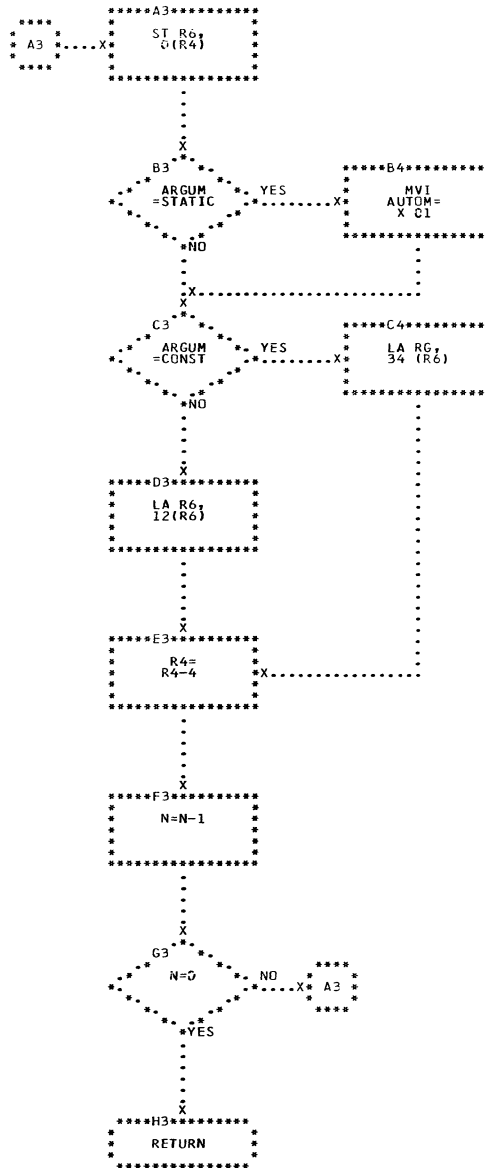 A3
A3
ST R6,
0(R4)
B3
ARGUM
=STATIC
YES
B4
MVI
AUTOM=
X 01
NO
C3
ARGUM
=CONST
YES
C4
LA RG,
34 (R6)
NO
D3
LA R6,
12(R6)
E3
R4=
R4-4
F3
N=N-1
G3
N=0
NO
A3
YES
H3
RETURN